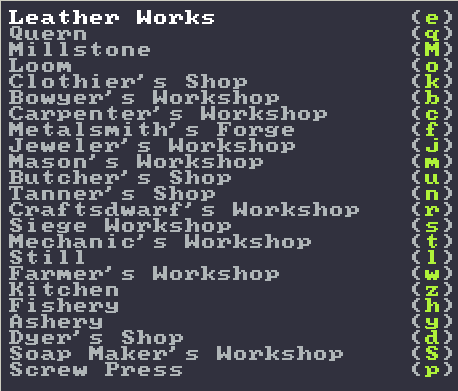 Leather Works (e)
Quern (q)
Millstone (M)
Loom (o)
Clothier's Shop (k)
Bowyer's Workshop (b)
Carpenter's Workshop (c)
Metalsmith's Forge (f)
Jeweler's Workshop (J)
Mason's Workshop (m)
Butcher's Shop (u)
Tanner's Shop (n)
Craftsdwarf's Workshop (r)
Siege Workshop (s)
Mechanic's Workshop (t)
Still (l)
Farmer's Workshop (w)
Kitchen (z)
Fishery (h)
Ashery (y)
Dyer's Shop (d)
Soap Maker's Workshop (S)
Screw Press (p)